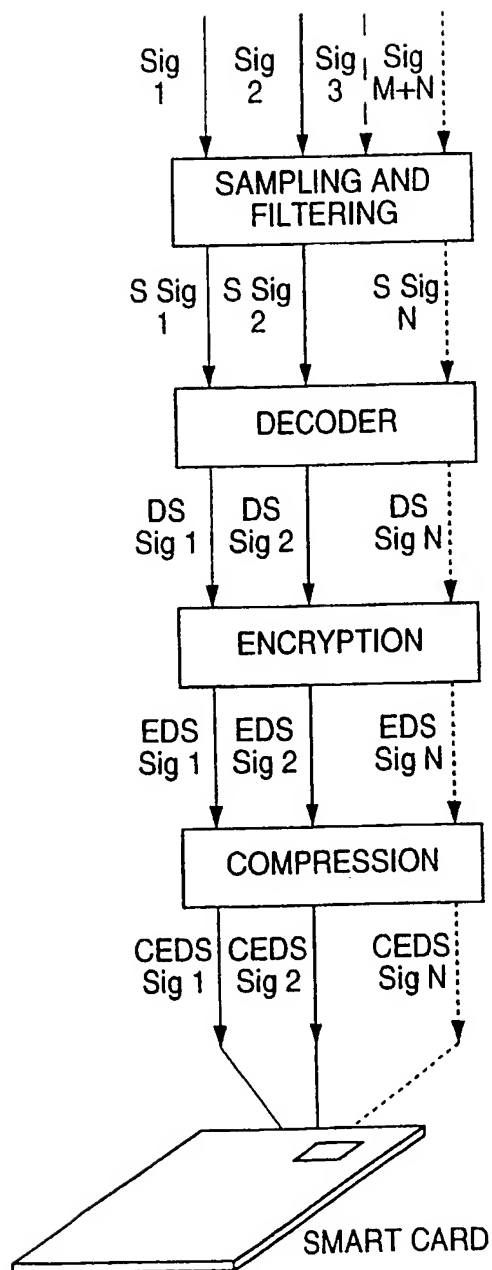 Sig 1 Sig 2 Sig 3 Sig M+N
SAMPLING AND
FILTERING
S Sig 1 S Sig 2 S Sig N
DECODER
DS Sig 1 DS Sig 2 DS Sig N
ENCRYPTION
EDS Sig 1 EDS Sig 2 EDS Sig N
COMPRESSION
CEDS Sig 1 CEDS Sig 2 CEDS Sig N
SMART CARD